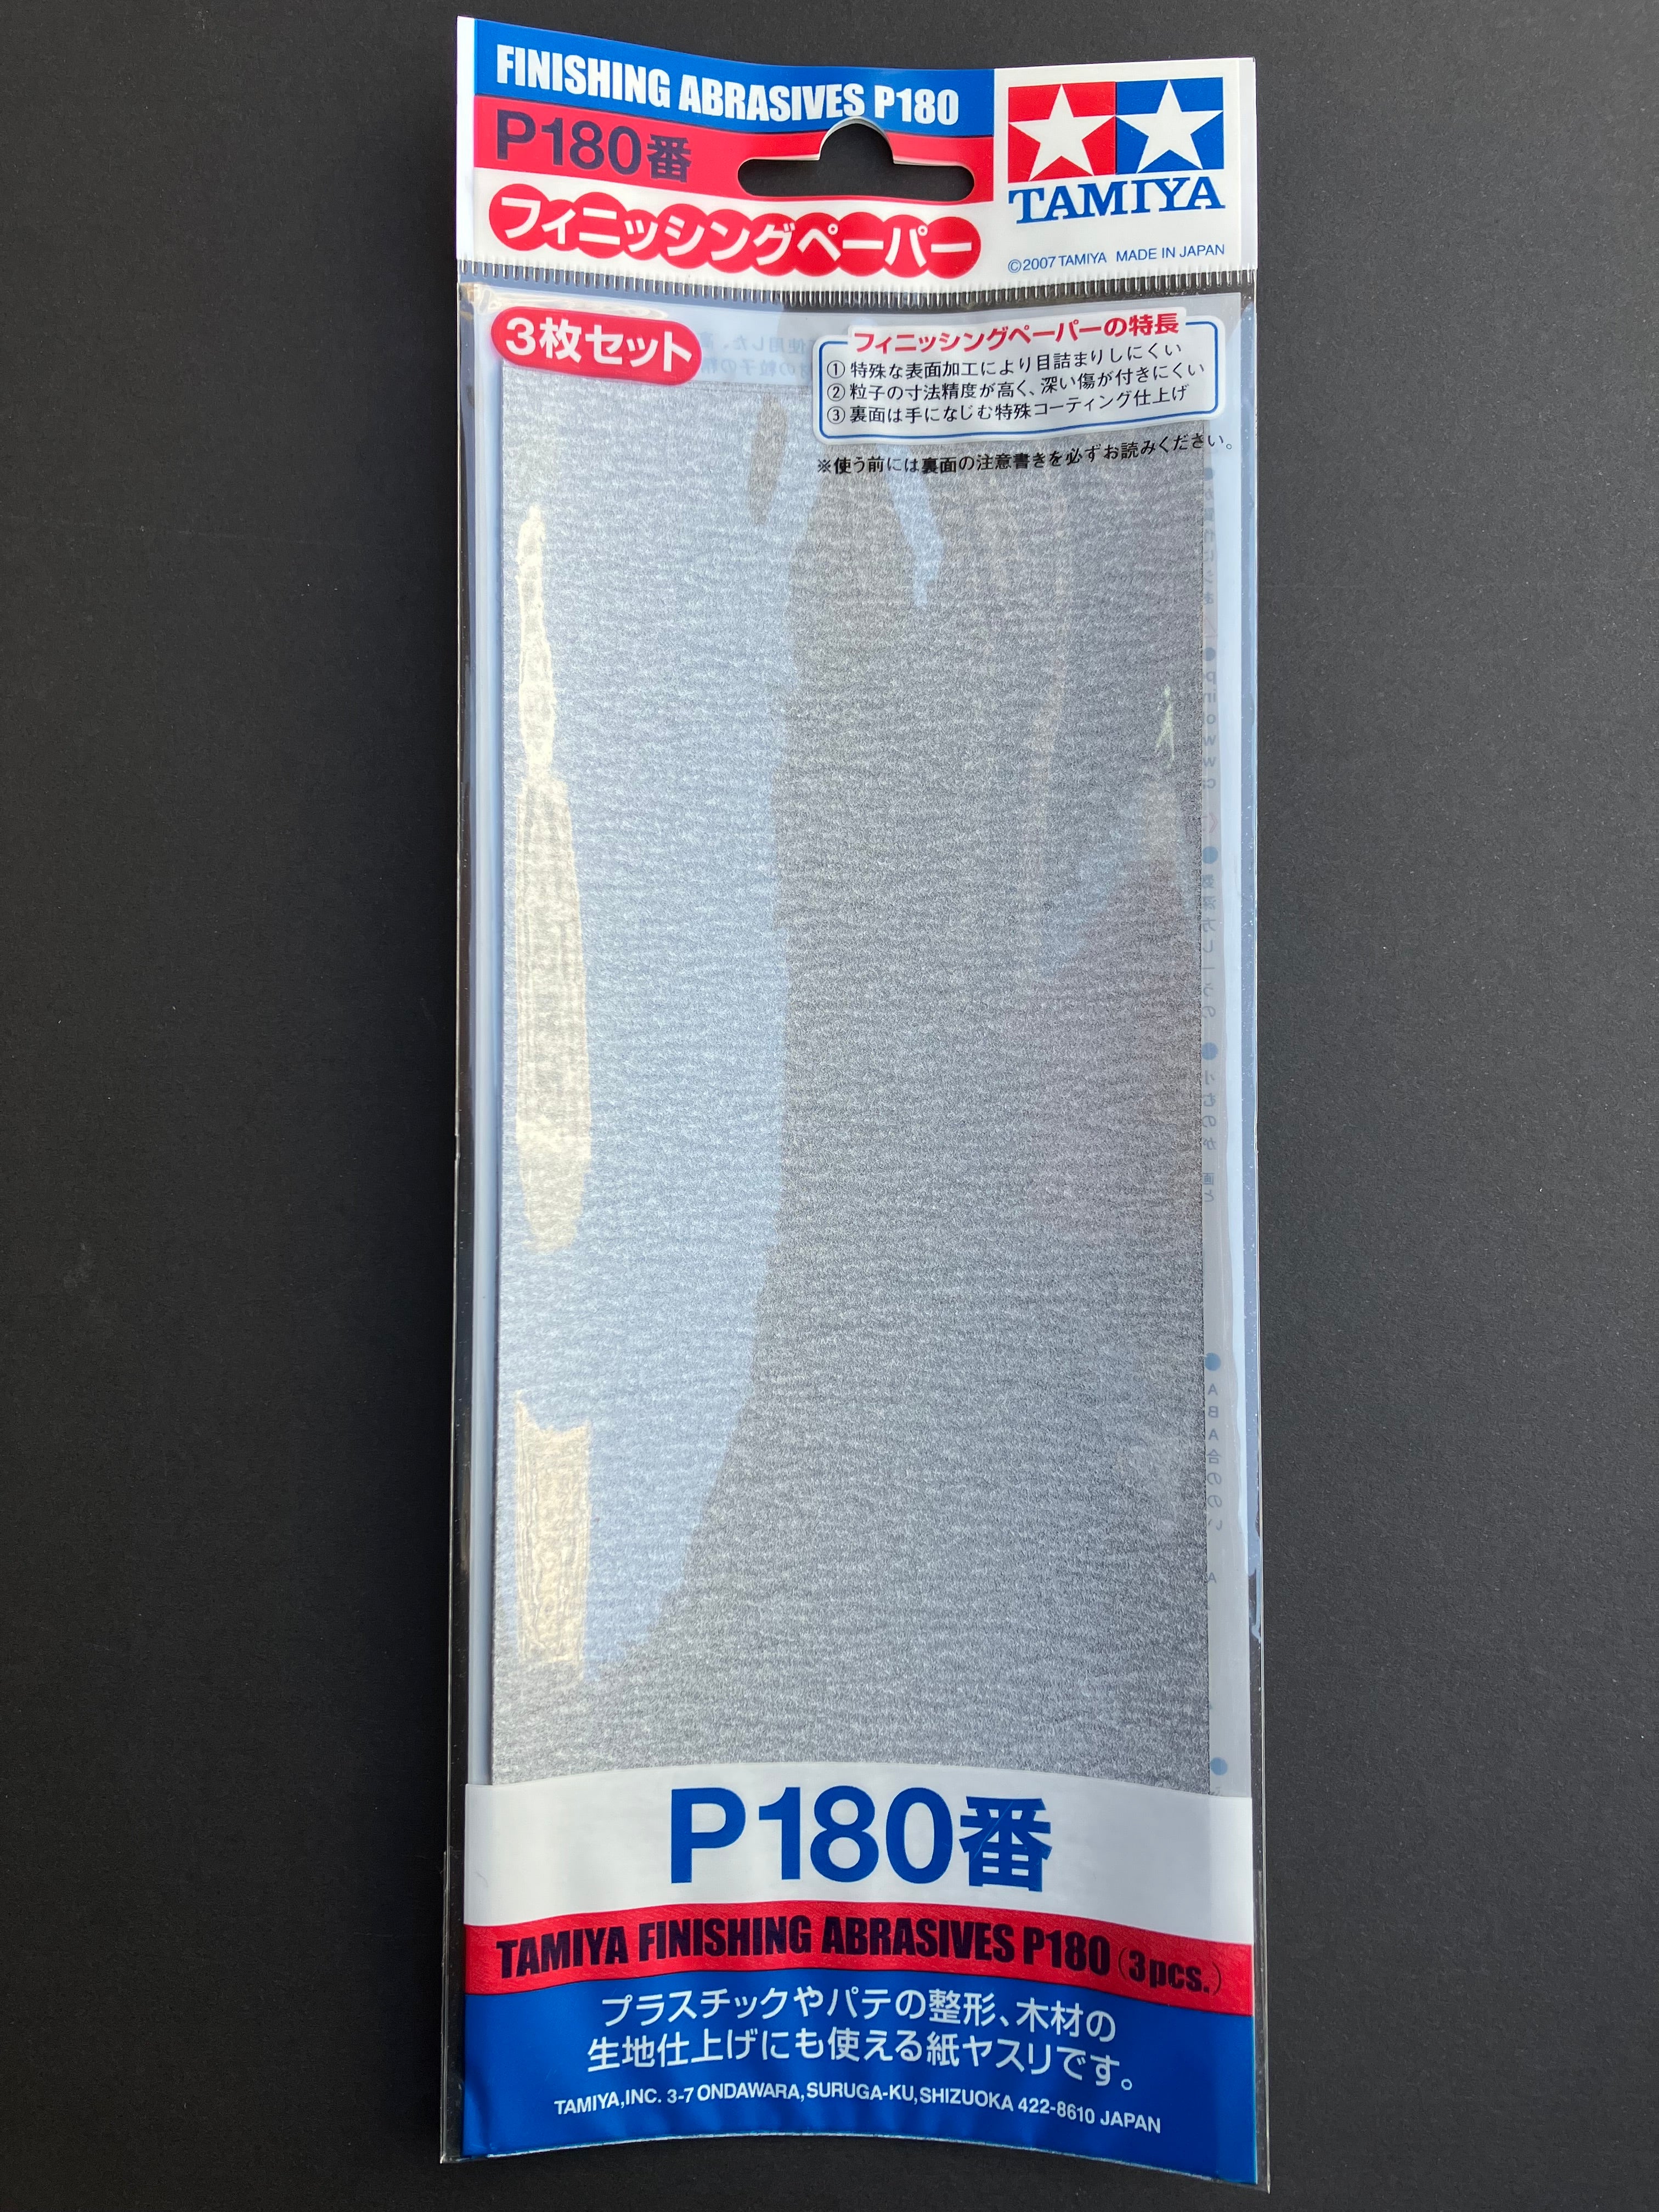 FINISHING ABRASIVES P180
P180番
フィニッシングペーパー
TAMIYA
©2007 TAMIYA MADE IN JAPAN
3枚セット
フィニッシングペーパーの特長
① 特殊な表面加工により目詰まりしにくい
② 粒子の寸法精度が高く、深い傷が付きにくい
③ 裏面は手になじむ特殊コーティング仕上げ
※使う前には裏面の注意書きを必ずお読みください。
P180番
TAMIYA FINISHING ABRASIVES P180 (3pcs.)
プラスチックやパテの整形、木材の
生地仕上げにも使える紙ヤスリです。
TAMIYA,INC. 3-7 ONDAWARA,SURUGA-KU,SHIZUOKA 422-8610 JAPAN